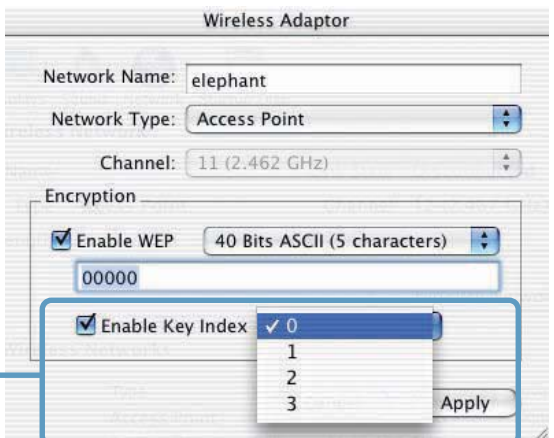 Wireless Adaptor
Network Name: elephant
Network Type: Access Point
Channel: 11 (2.462 GHz)
Encryption
Enable WEP 40 Bits ASCII (5 characters)
00000
Enable Key Index ✓ 0
1
2
3
Apply